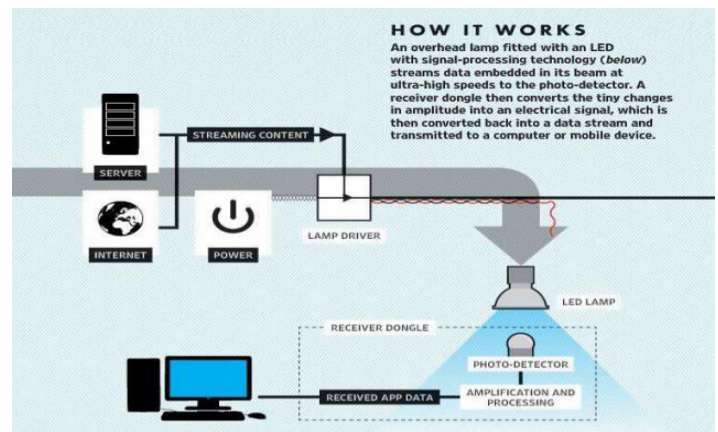 HOW IT WORKS
An overhead lamp fitted with an LED
with signal-processing technology (below)
streams data embedded in its beam at
ultra-high speeds to the photo-detector. A
receiver dongle then converts the tiny changes
in amplitude into an electrical signal, which is
then converted back into a data stream and
transmitted to a computer or mobile device.
STREAMING CONTENT
SERVER
INTERNET
POWER
LAMP DRIVER
LED LAMP
RECEIVER DONGLE
PHOTO-DETECTOR
RECEIVED APP DATA
AMPLIFICATION AND
PROCESSING